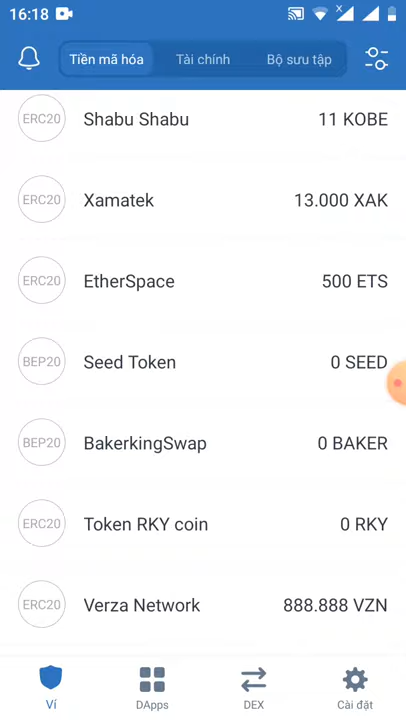 16:18
Tiền mã hóa
Tài chính
Bộ sưu tập
ERC20 Shabu Shabu 11 KOBE
ERC20 Xamatek 13.000 XAK
ERC20 EtherSpace 500 ETS
BEP20 Seed Token 0 SEED
BEP20 BakerkingSwap 0 BAKER
ERC20 Token RKY coin 0 RKY
ERC20 Verza Network 888.888 VZN
Ví
DApps
DEX
Cài đặt